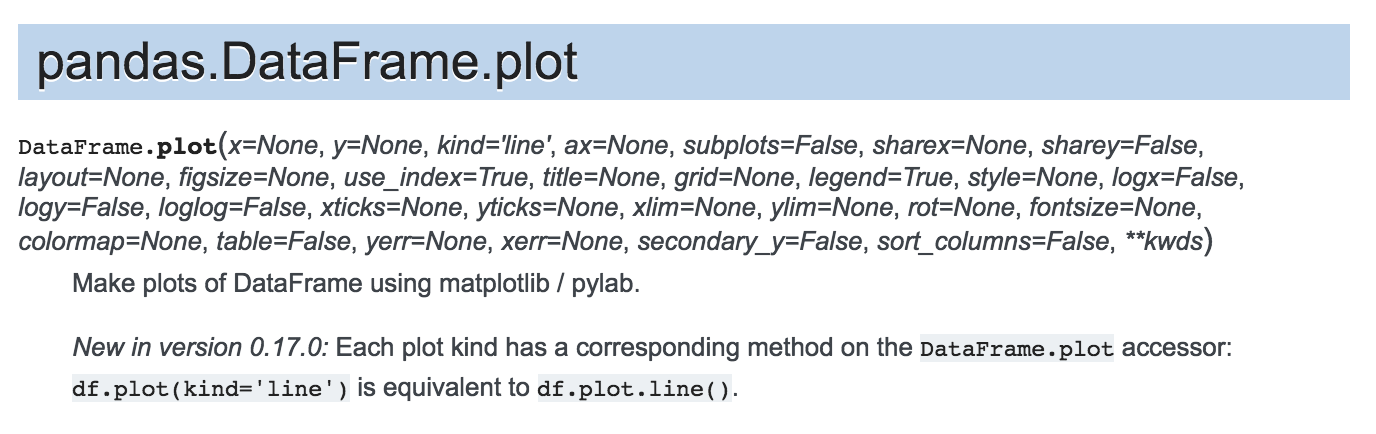 pandas.DataFrame.plot
DataFrame.plot(x=None, y=None, kind='line', ax=None, subplots=False, sharex=None, sharey=False,
layout=None, figsize=None, use_index=True, title=None, grid=None, legend=True, style=None, logx=False,
logy=False, loglog=False, xticks=None, yticks=None, xlim=None, ylim=None, rot=None, fontsize=None,
colormap=None, table=False, yerr=None, xerr=None, secondary_y=False, sort_columns=False, **kwds)
Make plots of DataFrame using matplotlib / pylab.
New in version 0.17.0: Each plot kind has a corresponding method on the DataFrame.plot accessor:
df.plot(kind='line') is equivalent to df.plot.line().